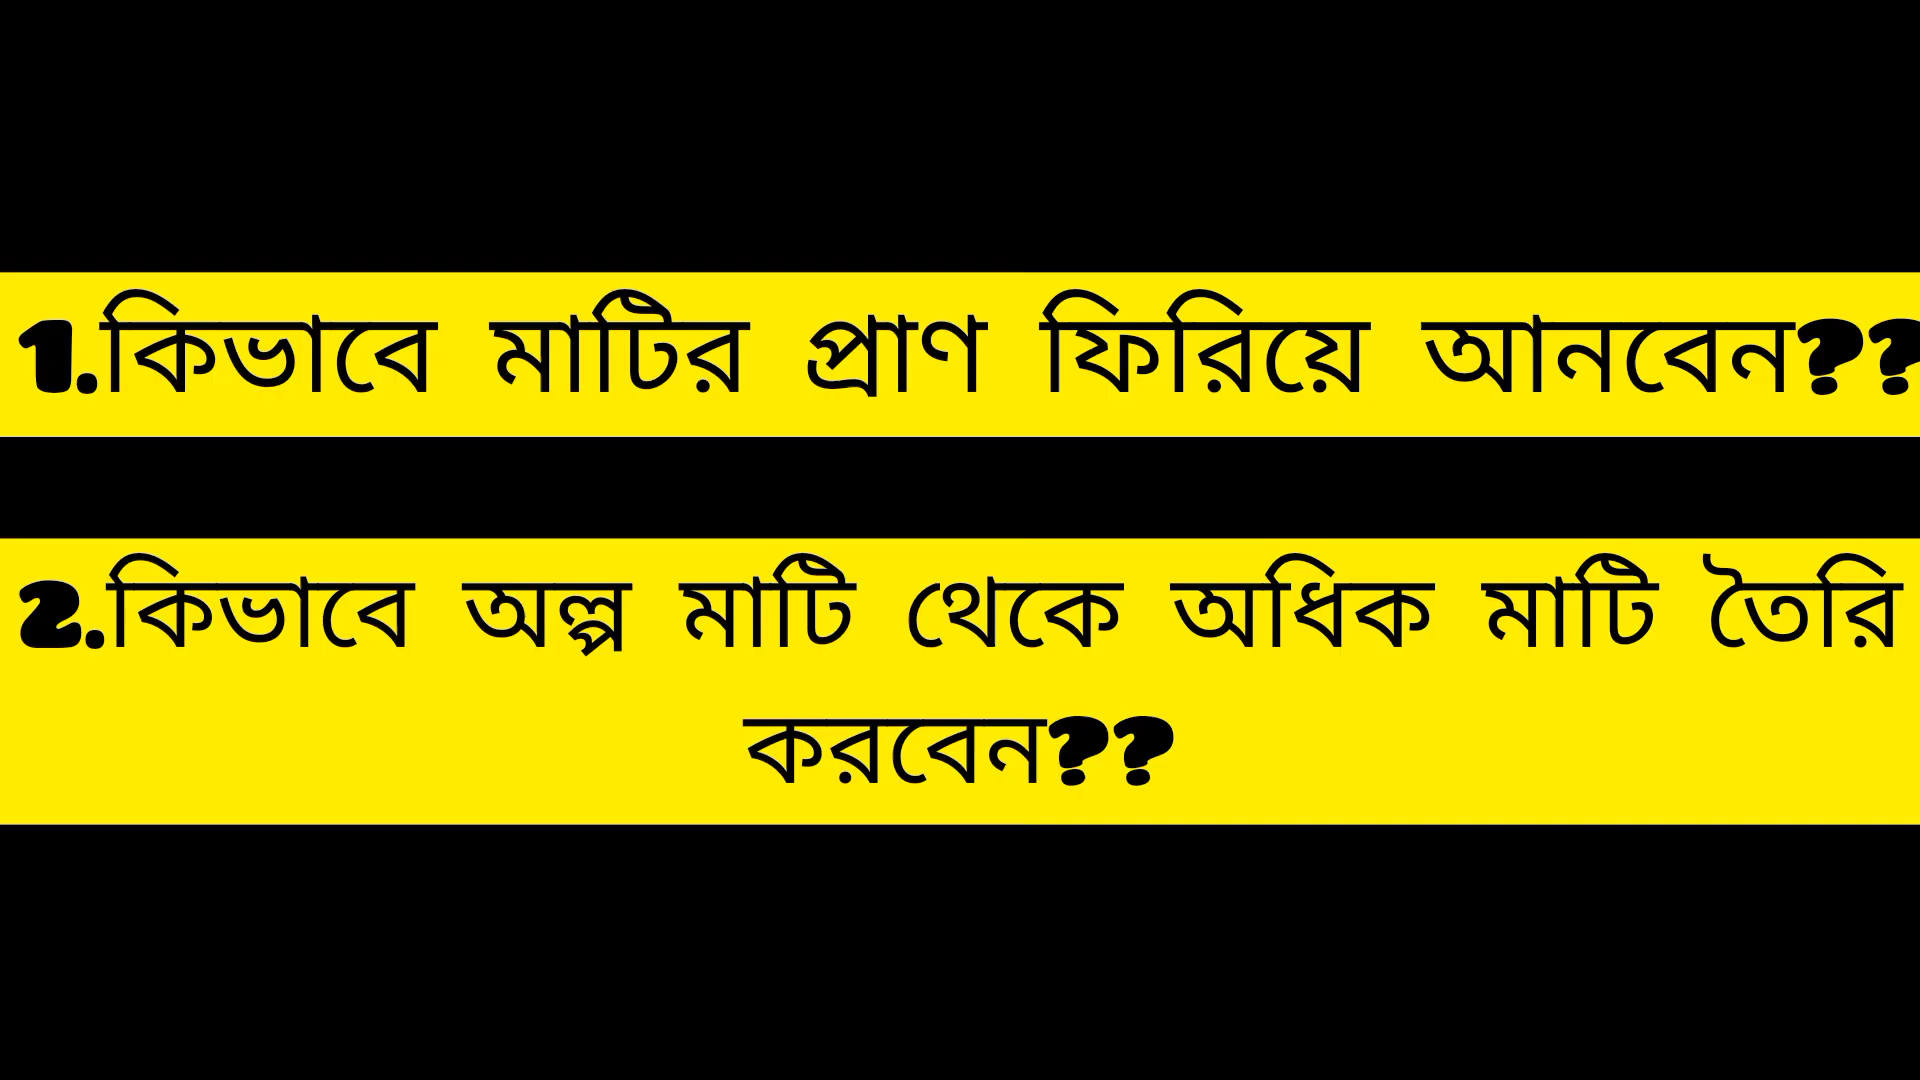 1.কিভাবে মাটির প্রাণ ফিরিয়ে আনবেন??
2.কিভাবে অল্প মাটি থেকে অধিক মাটি তৈরি
করবেন??